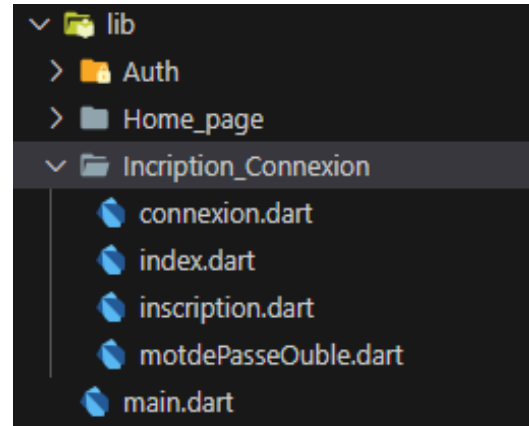 lib
Auth
Home_page
Incription_Connexion
connexion.dart
index.dart
inscription.dart
motdePasseOuble.dart
main.dart